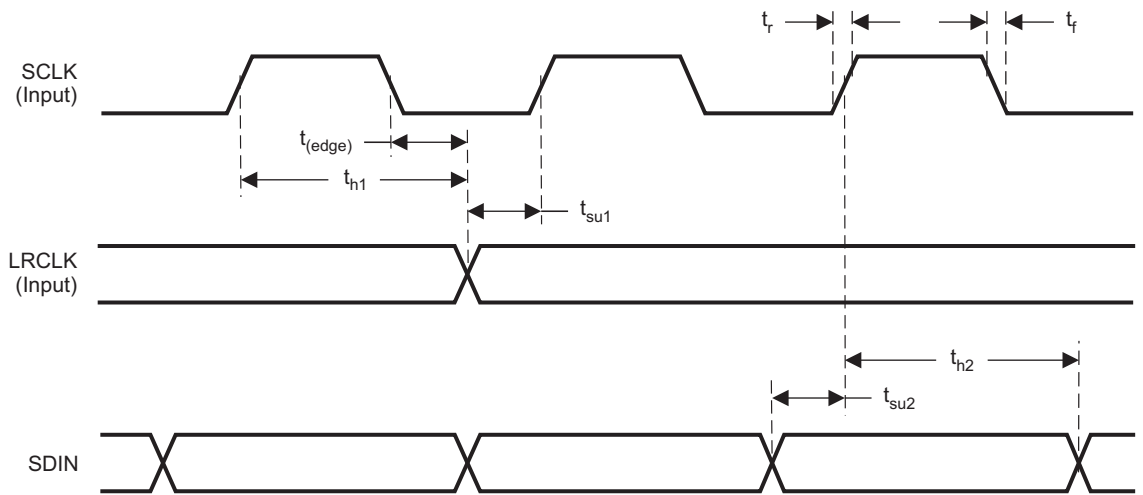 t_r
t_f
SCLK
(Input)
t_(edge)
t_h1
t_su1
LRCLK
(Input)
t_h2
t_su2
SDIN